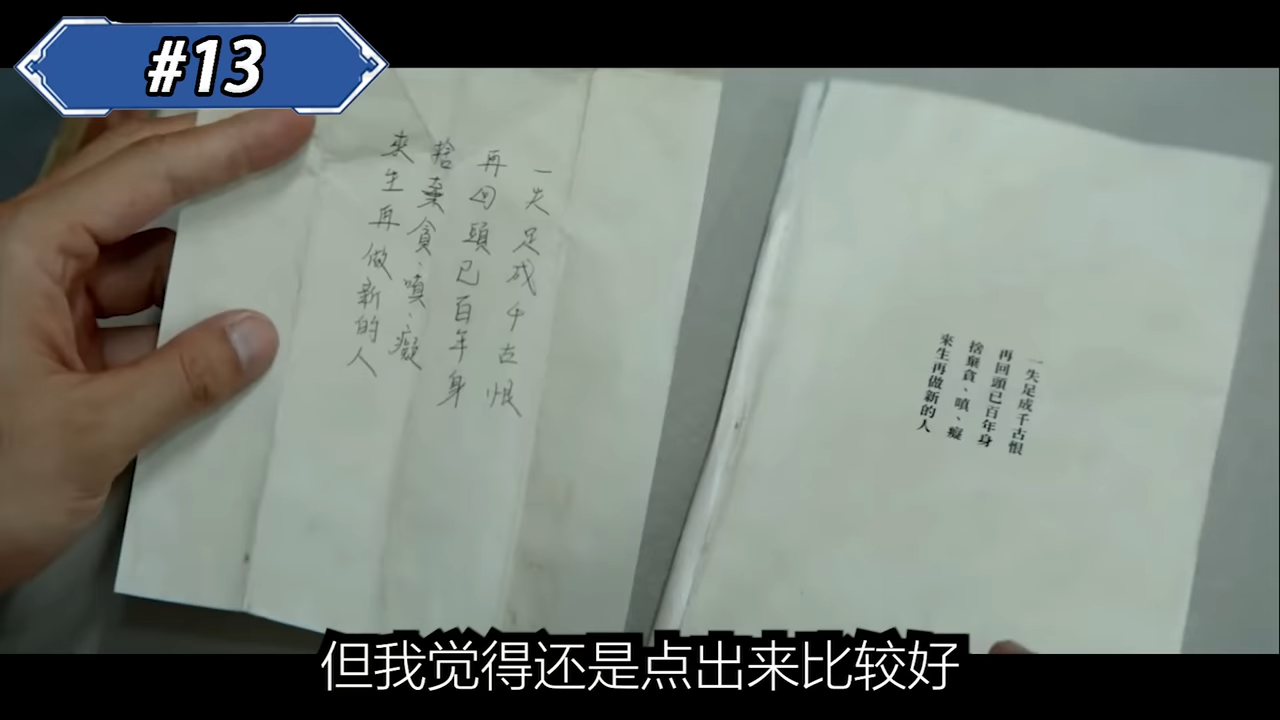 #13
一失足成千古恨
再回頭已百年身
捨棄貪、嗔、癡
來生再做新的人
一失足成千古恨
再回頭已百年身
捨棄貪、嗔、癡
來生再做新的人
但我觉得还是点出来比较好